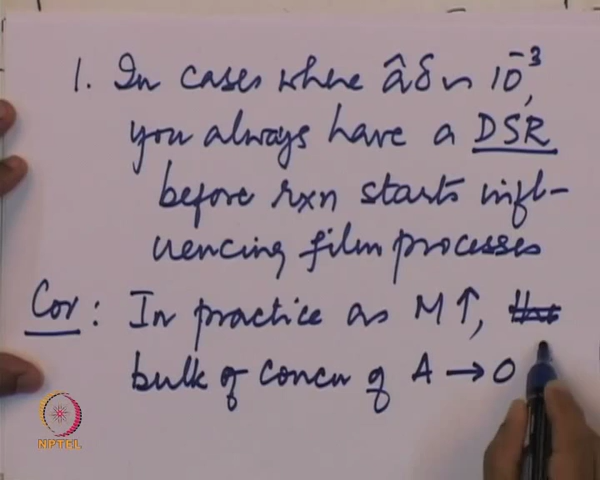 1. In cases where âδ ~ 10⁻³,
you always have a DSR
before rxn starts infl-
uencing film processes
Cor: In practice as M↑,
bulk of concn of A → 0
NPTEL